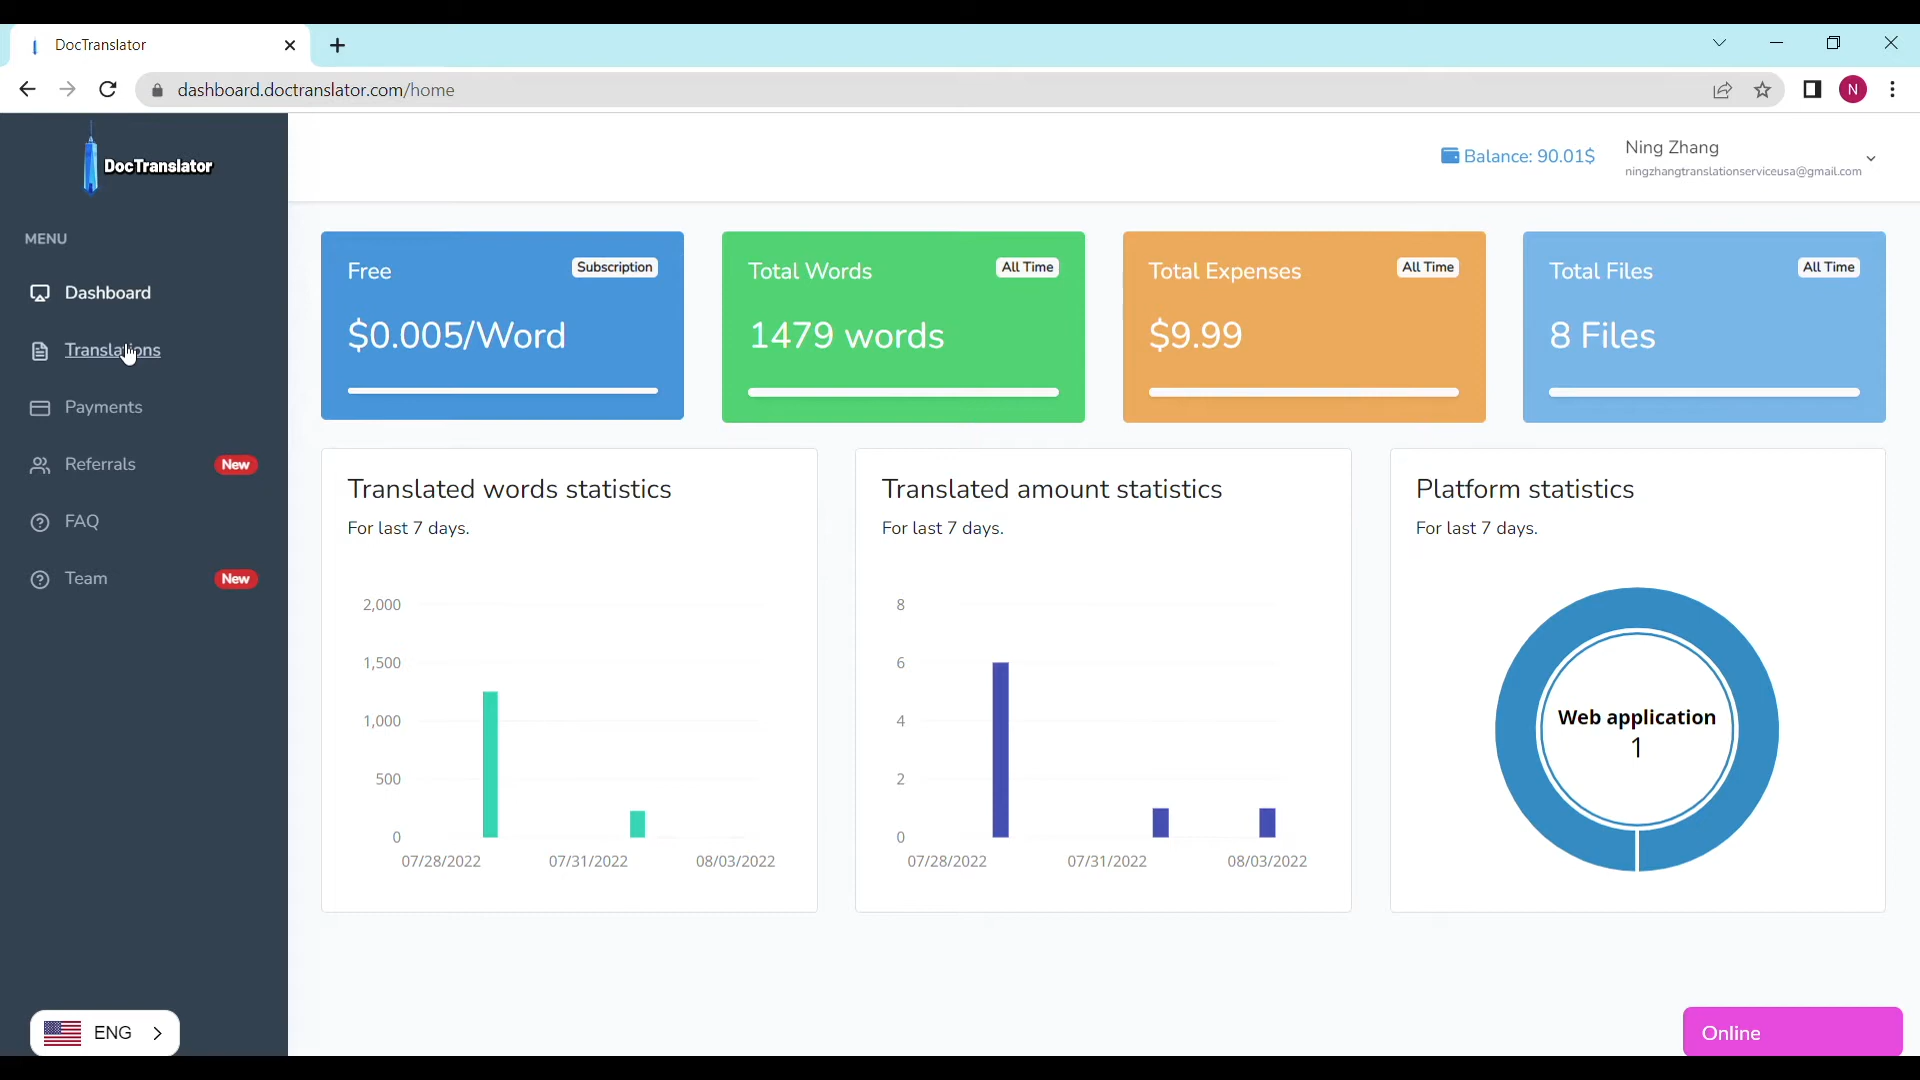 DocTranslator
dashboard.doctranslator.com/home
N
DocTranslator
Balance: 90.01$
Ning Zhang
ningzhangtranslationserviceusa@gmail.com
MENU
Dashboard
Translations
Payments
Referrals New
FAQ
Team New
ENG
Free Subscription
$0.005/Word
Total Words All Time
1479 words
Total Expenses All Time
$9.99
Total Files All Time
8 Files
Translated words statistics
For last 7 days.
2,000
1,500
1,000
500
0
07/28/2022 07/31/2022 08/03/2022
Translated amount statistics
For last 7 days.
8
6
4
2
0
07/28/2022 07/31/2022 08/03/2022
Platform statistics
For last 7 days.
Web application
1
Online